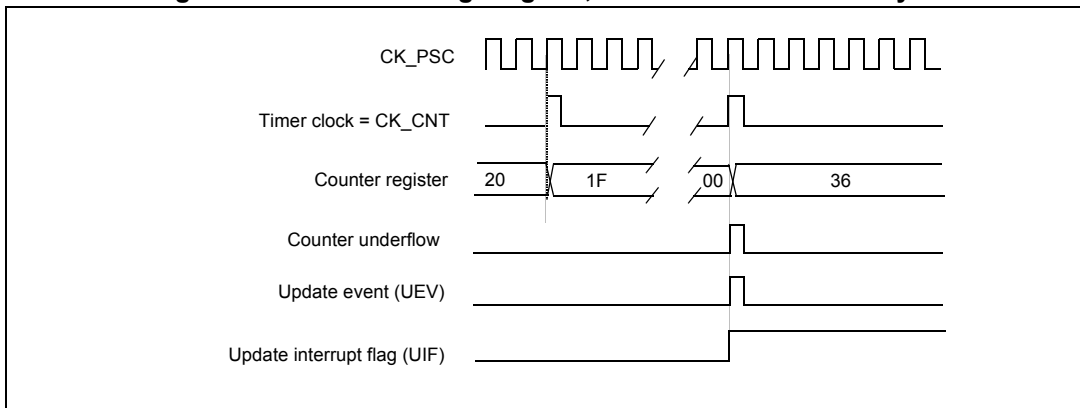 CK_PSC
Timer clock = CK_CNT
Counter register 20 1F 00 36
Counter underflow
Update event (UEV)
Update interrupt flag (UIF)